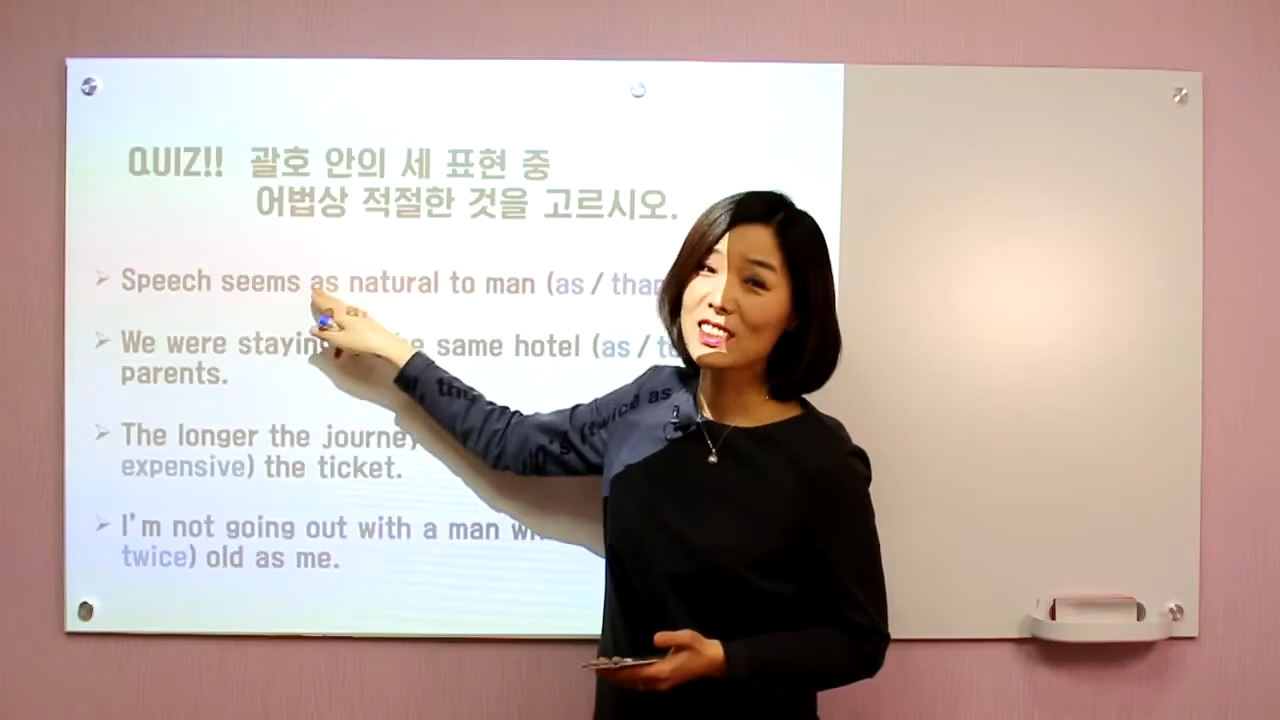 QUIZ!! 괄호 안의 세 표현 중
어법상 적절한 것을 고르시오.
Speech seems as natural to man (as / than
We were staying same hotel (as /
parents.
The longer the journey
expensive) the ticket.
I'm not going out with a man
twice) old as me.